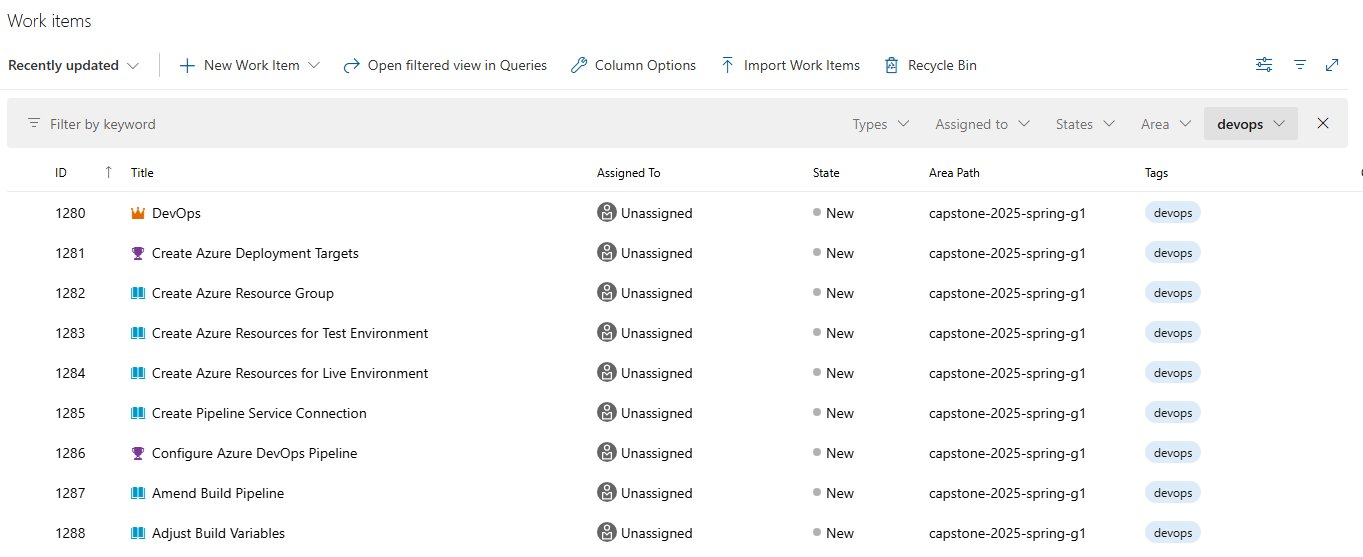 Work items
Recently updated New Work Item Open filtered view in Queries Column Options Import Work Items Recycle Bin
Filter by keyword Types Assigned to States Area devops
ID Title Assigned To State Area Path Tags
1280 DevOps Unassigned New capstone-2025-spring-g1 devops
1281 Create Azure Deployment Targets Unassigned New capstone-2025-spring-g1 devops
1282 Create Azure Resource Group Unassigned New capstone-2025-spring-g1 devops
1283 Create Azure Resources for Test Environment Unassigned New capstone-2025-spring-g1 devops
1284 Create Azure Resources for Live Environment Unassigned New capstone-2025-spring-g1 devops
1285 Create Pipeline Service Connection Unassigned New capstone-2025-spring-g1 devops
1286 Configure Azure DevOps Pipeline Unassigned New capstone-2025-spring-g1 devops
1287 Amend Build Pipeline Unassigned New capstone-2025-spring-g1 devops
1288 Adjust Build Variables Unassigned New capstone-2025-spring-g1 devops